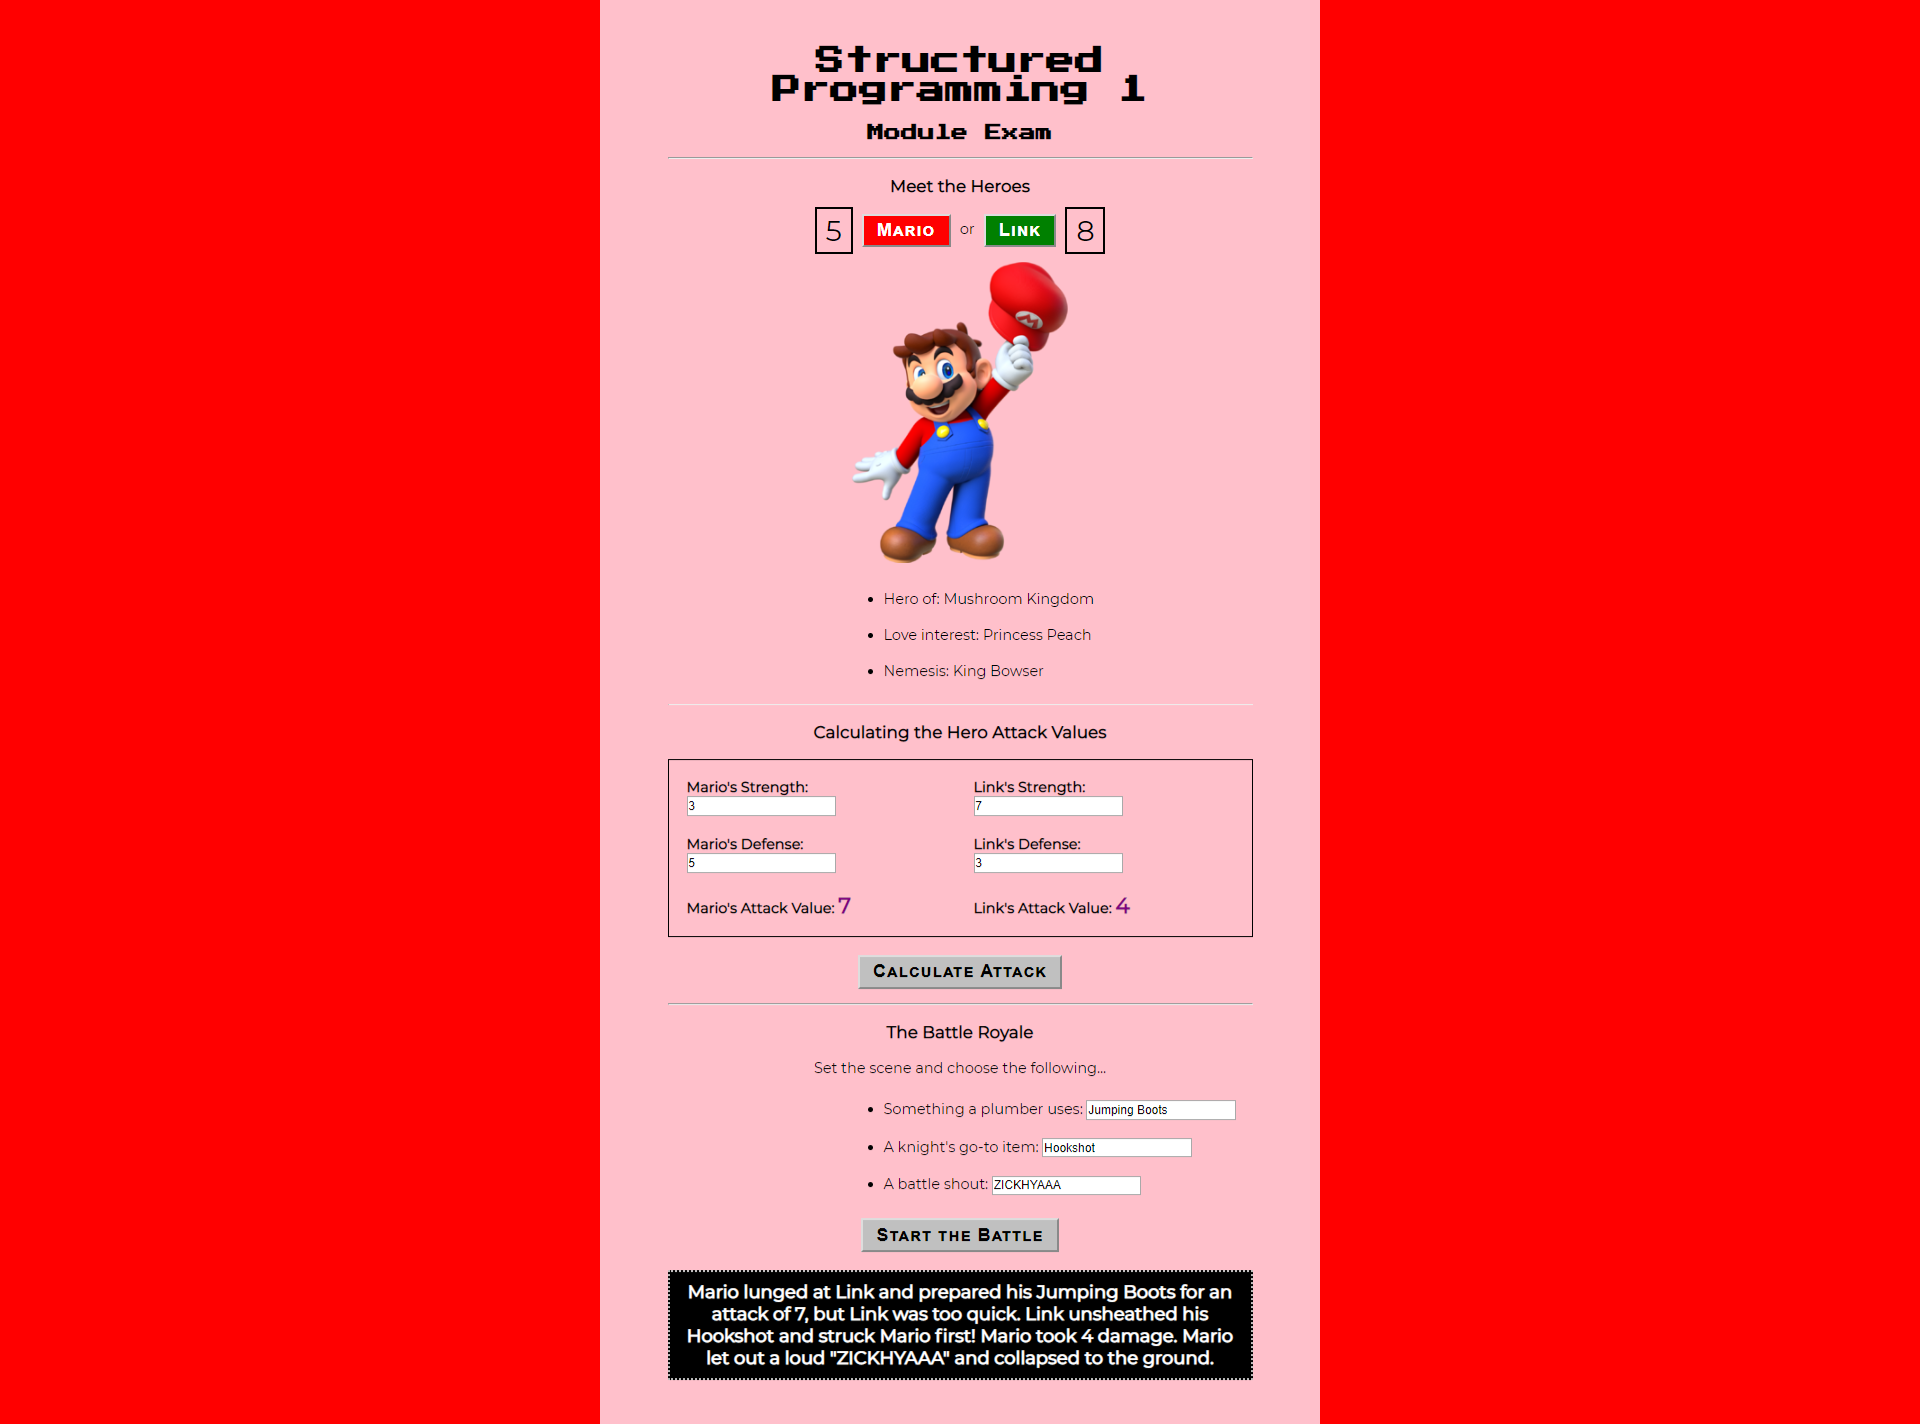 Structured
Programming 1
Module Exam
Meet the Heroes
5 Mario or Link 8
M
Hero of: Mushroom Kingdom
Love interest: Princess Peach
Nemesis: King Bowser
Calculating the Hero Attack Values
Mario's Strength: Link's Strength:
3 7
Mario's Defense: Link's Defense:
5 3
Mario's Attack Value: 7 Link's Attack Value: 4
Calculate Attack
The Battle Royale
Set the scene and choose the following...
Something a plumber uses: Jumping Boots
A knight's go-to item: Hookshot
A battle shout: ZICKHYAAA
Start the Battle
Mario lunged at Link and prepared his Jumping Boots for an
attack of 7, but Link was too quick. Link unsheathed his
Hookshot and struck Mario first! Mario took 4 damage. Mario
let out a loud "ZICKHYAAA" and collapsed to the ground.